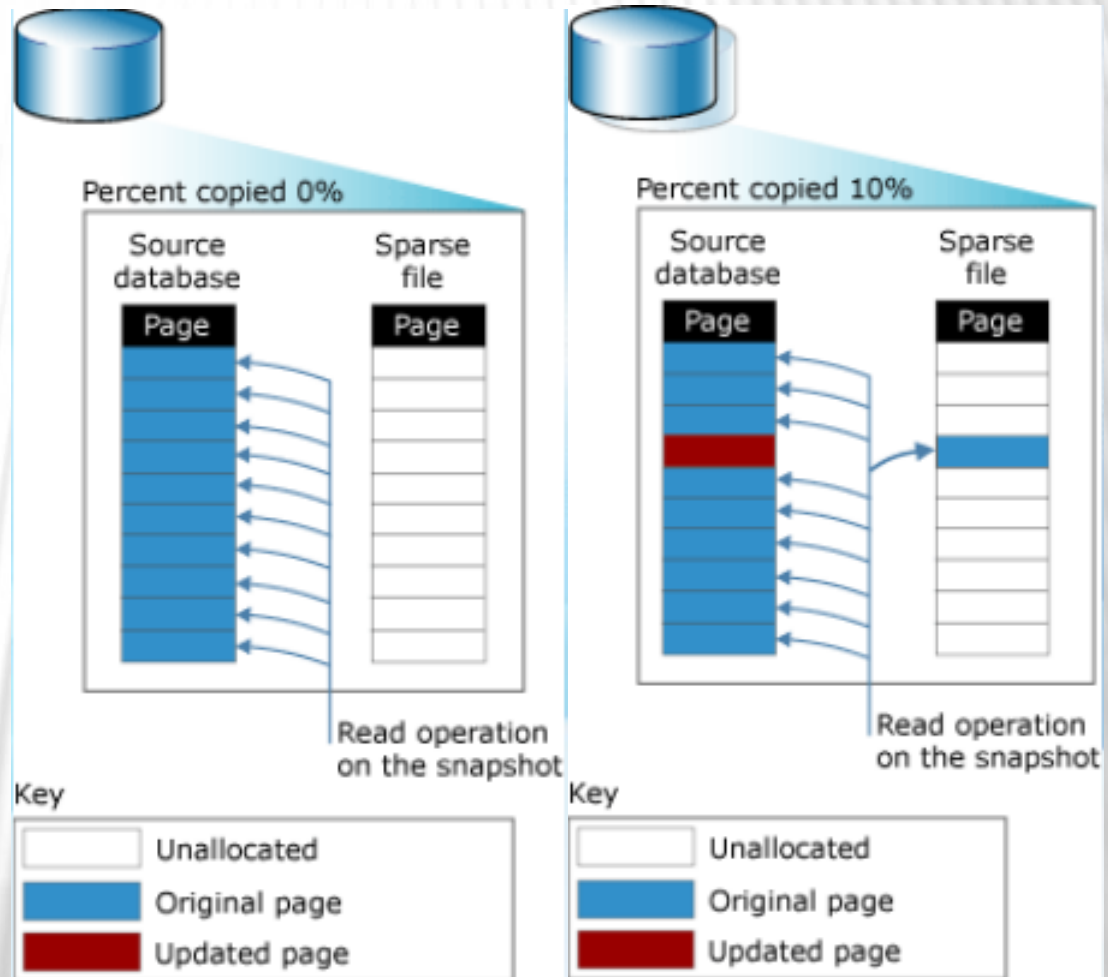 Percent copied 0%
Source
database
Sparse
file
Page
Page
Read operation
on the snapshot
Key
Unallocated
Original page
Updated page
Percent copied 10%
Source
database
Sparse
file
Page
Page
Read operation
on the snapshot
Key
Unallocated
Original page
Updated page